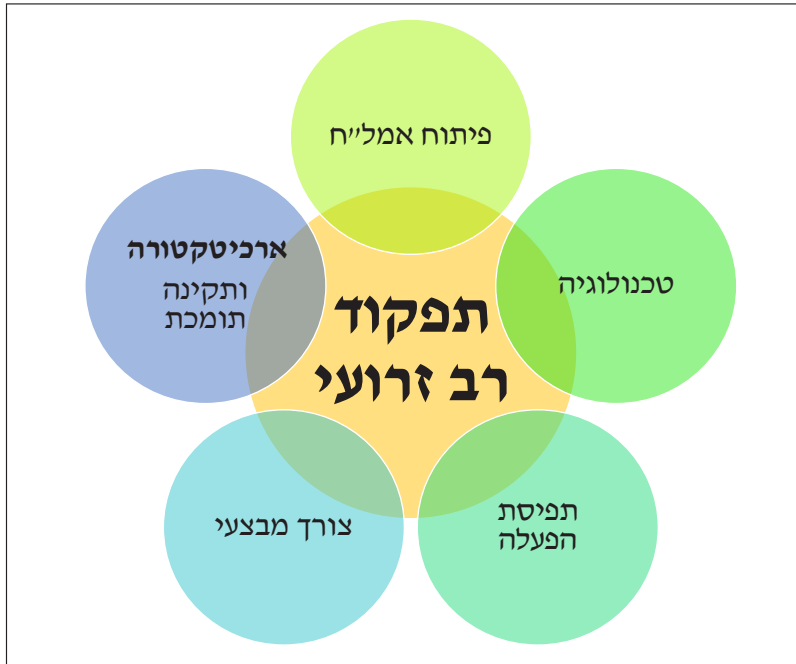 פיתוח אמל״ח
ארכיטקטורה
ותקינה
תומכת
טכנולוגיה
תפקוד
רב זרועי
צורך מבצעי
תפיסת
הפעלה